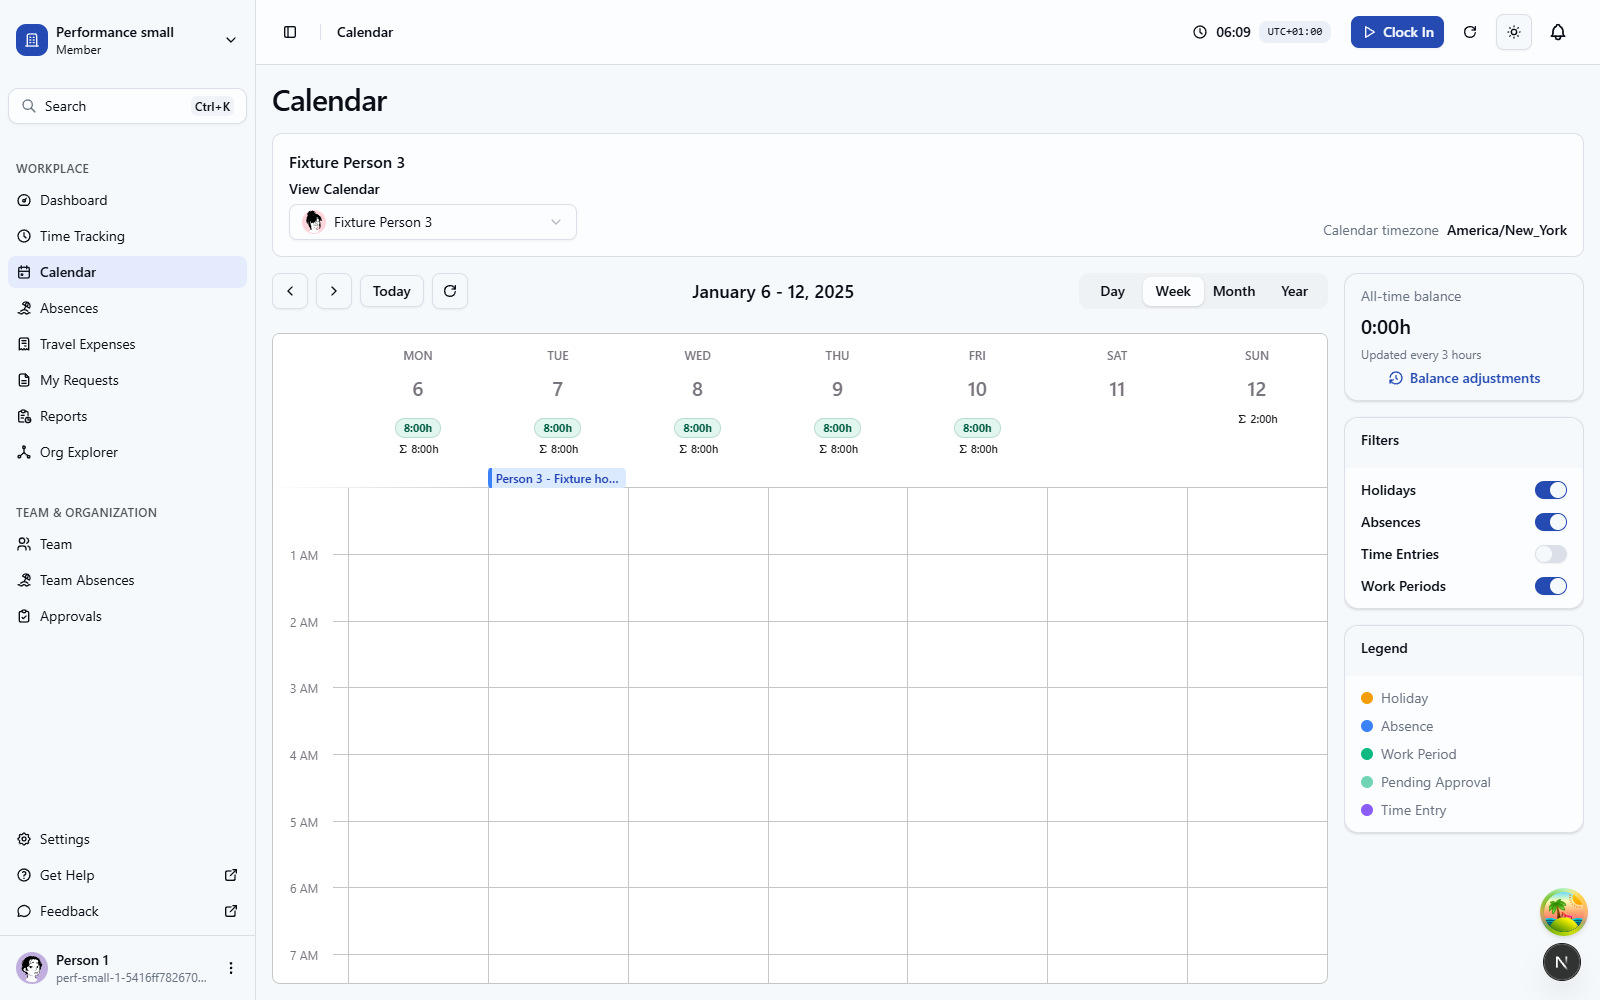 Performance small
Member
Search
Ctrl+K
WORKPLACE
Dashboard
Time Tracking
Calendar
Absences
Travel Expenses
My Requests
Reports
Org Explorer
TEAM & ORGANIZATION
Team
Team Absences
Approvals
Settings
Get Help
Feedback
Person 1
perf-small-1-5416ff782670...
Calendar
06:09
UTC+01:00
Clock In
Calendar
Fixture Person 3
View Calendar
Fixture Person 3
Calendar timezone America/New_York
Today
January 6 - 12, 2025
Day
Week
Month
Year
MON
TUE
WED
THU
FRI
SAT
SUN
6
7
8
9
10
11
12
8:00h
8:00h
8:00h
8:00h
8:00h
Σ 8:00h
Σ 8:00h
Σ 8:00h
Σ 8:00h
Σ 8:00h
Σ 2:00h
Person 3 - Fixture ho...
1 AM
2 AM
3 AM
4 AM
5 AM
6 AM
7 AM
All-time balance
0:00h
Updated every 3 hours
Balance adjustments
Filters
Holidays
Absences
Time Entries
Work Periods
Legend
Holiday
Absence
Work Period
Pending Approval
Time Entry
N